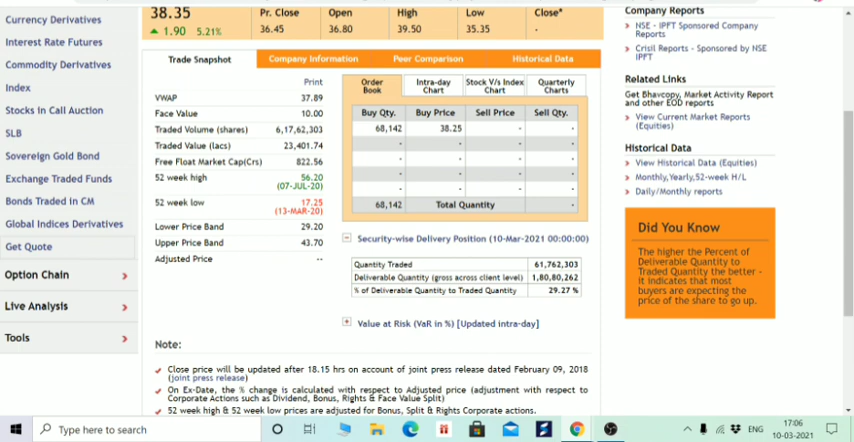 Currency Derivatives
Interest Rate Futures
Commodity Derivatives
Index
Stocks in Call Auction
SLB
Sovereign Gold Bond
Exchange Traded Funds
Bonds Traded in CM
Global Indices Derivatives
Get Quote
Option Chain
Live Analysis
Tools
38.35 Pr. Close Open High Low Close*
1.90 5.21% 36.45 36.80 39.50 35.35 -
Trade Snapshot Company Information Peer Comparison Historical Data
Print
VWAP 37.89
Face Value 10.00
Traded Volume (shares) 6,17,62,303
Traded Value (lacs) 23,401.74
Free Float Market Cap(Crs) 822.56
52 week high 56.20
(07-JUL-20)
52 week low 17.25
(13-MAR-20)
Lower Price Band 29.20
Upper Price Band 43.70
Adjusted Price --
Order Intra-day Stock V/s Index Quarterly
Book Chart Chart Charts
Buy Qty. Buy Price Sell Price Sell Qty.
68,142 38.25 - -
- - - -
- - - -
- - - -
- - - -
68,142 Total Quantity -
Security-wise Delivery Position (10-Mar-2021 00:00:00)
Quantity Traded 61,762,303
Deliverable Quantity (gross across client level) 1,80,80,262
% of Deliverable Quantity to Traded Quantity 29.27 %
Value at Risk (VaR in %) [Updated intra-day]
Note:
Close price will be updated after 18.15 hrs on account of joint press release dated February 09, 2018
(joint press release)
On Ex-Date, the % change is calculated with respect to Adjusted price (adjustment with respect to
Corporate Actions such as Dividend, Bonus, Rights & Face Value Split)
52 week high & 52 week low prices are adjusted for Bonus, Split & Rights Corporate actions.
Company Reports
NSE - IPFT Sponsored Company
Reports
Crisil Reports - Sponsored by NSE
IPFT
Related Links
Get Bhavcopy, Market Activity Report
and other EOD reports
View Current Market Reports
(Equities)
Historical Data
View Historical Data (Equities)
Monthly,Yearly,52-week H/L
Daily/Monthly reports
Did You Know
The higher the Percent of
Deliverable Quantity to
Traded Quantity the better -
it indicates that most
buyers are expecting the
price of the share to go up.
Type here to search
ENG
17:06
10-03-2021